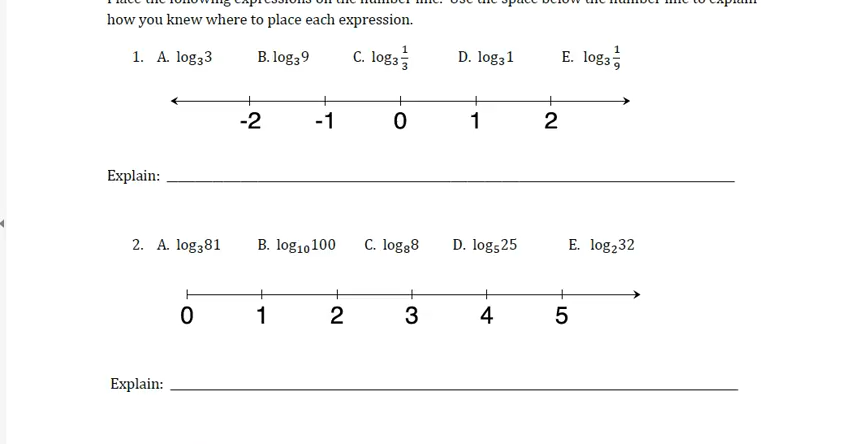 how you knew where to place each expression.
1. A. log₃3 B. log₃9 C. log₃ 1/3 D. log₃1 E. log₃ 1/9
-2 -1 0 1 2
Explain:
2. A. log₃81 B. log₁₀100 C. log₈8 D. log₅25 E. log₂32
0 1 2 3 4 5
Explain: